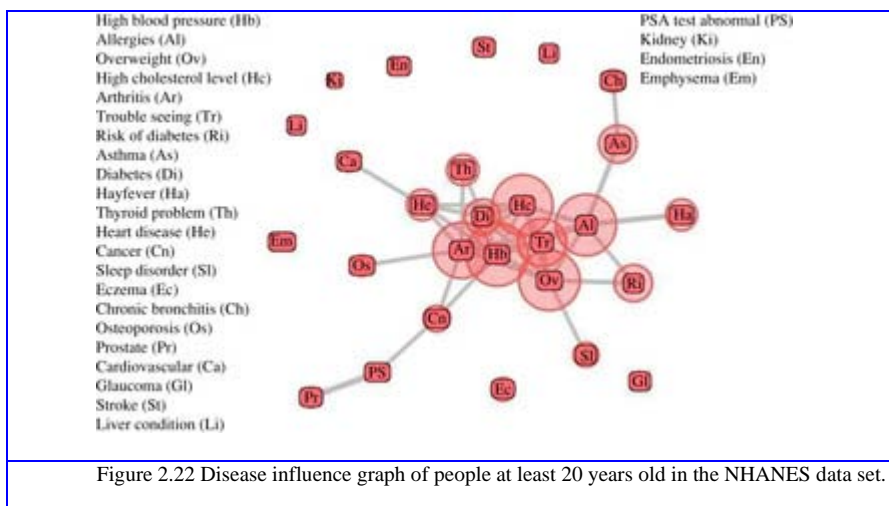 High blood pressure (Hb)
Allergies (Al)
Overweight (Ov)
High cholesterol level (Hc)
Arthritis (Ar)
Trouble seeing (Tr)
Risk of diabetes (Ri)
Asthma (As)
Diabetes (Di)
Hayfever (Ha)
Thyroid problem (Th)
Heart disease (He)
Cancer (Cn)
Sleep disorder (Sl)
Eczema (Ec)
Chronic bronchitis (Ch)
Osteoporosis (Os)
Prostate (Pr)
Cardiovascular (Ca)
Glaucoma (Gl)
Stroke (St)
Liver condition (Li)
PSA test abnormal (PS)
Kidney (Ki)
Endometriosis (En)
Emphysema (Em)
St
Li
En
Ki
Ch
Li
As
Ca
Th
He
Hc
Di
Al
Ha
Em
Ar
Tr
Hb
Os
Ov
Ri
Cn
Sl
PS
Gl
Ec
Pr
Figure 2.22 Disease influence graph of people at least 20 years old in the NHANES data set.